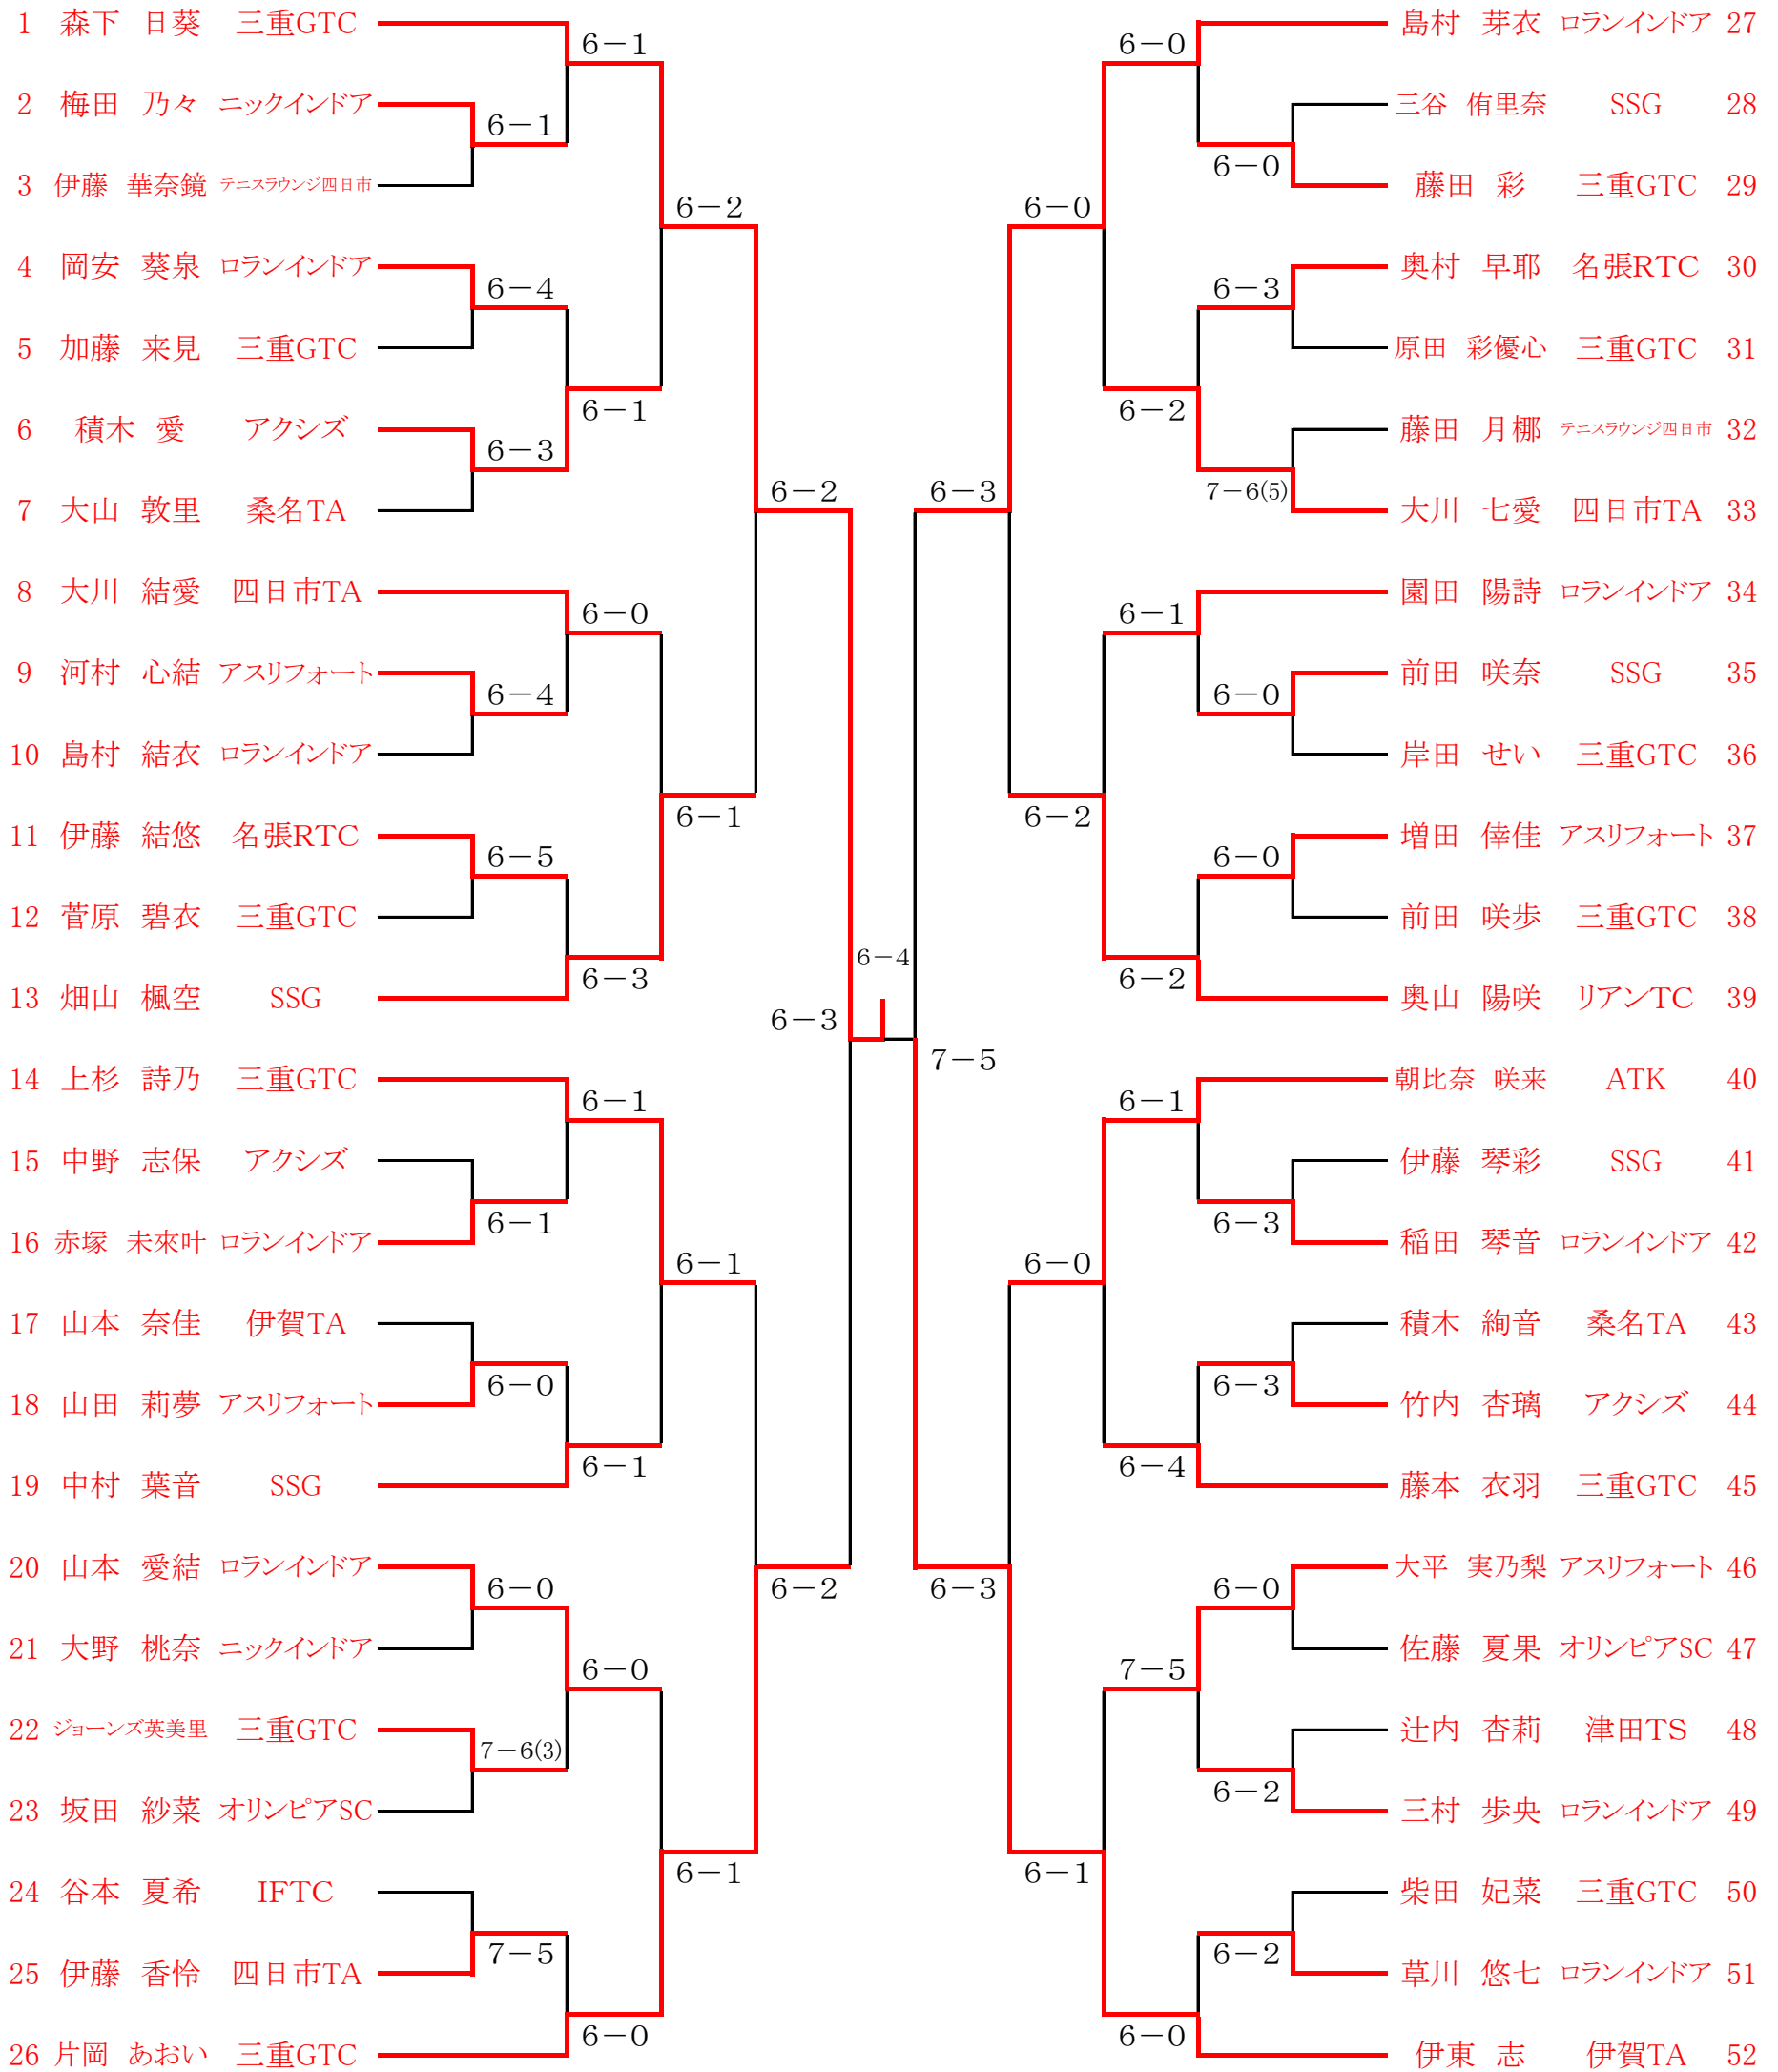 1 森下 日葵 三重GTC
2 梅田 乃々 ニックインドア
3 伊藤 華奈鏡 テニスラウンジ四日市
4 岡安 葵泉 ロランインドア
5 加藤 来見 三重GTC
6 積木 愛 アクシズ
7 大山 敦里 桑名TA
8 大川 結愛 四日市TA
9 河村 心結 アスリフォート
10 島村 結衣 ロランインドア
11 伊藤 結悠 名張RTC
12 菅原 碧衣 三重GTC
13 畑山 楓空 SSG
14 上杉 詩乃 三重GTC
15 中野 志保 アクシズ
16 赤塚 未來叶 ロランインドア
17 山本 奈佳 伊賀TA
18 山田 莉夢 アスリフォート
19 中村 葉音 SSG
20 山本 愛結 ロランインドア
21 大野 桃奈 ニックインドア
22 ジョーンズ英美里 三重GTC
23 坂田 紗菜 オリンピアSC
24 谷本 夏希 IFTC
25 伊藤 香怜 四日市TA
26 片岡 あおい 三重GTC
6-1
6-4
6-3
6-4
6-5
6-1
6-0
6-0
7-6(3)
7-5
6-1
6-1
6-0
6-3
6-1
6-1
6-0
6-0
6-2
6-1
6-1
6-1
6-2
6-2
6-3
6-4
7-5
6-3
6-3
6-0
6-2
6-0
6-1
6-0
6-2
6-1
6-2
6-1
6-4
7-5
6-0
6-0
6-3
7-6(5)
6-0
6-0
6-3
6-3
6-0
6-2
6-2
島村 芽衣 ロランインドア 27
三谷 侑里奈 SSG 28
藤田 彩 三重GTC 29
奥村 早耶 名張RTC 30
原田 彩優心 三重GTC 31
藤田 月梛 テニスラウンジ四日市 32
大川 七愛 四日市TA 33
園田 陽詩 ロランインドア 34
前田 咲奈 SSG 35
岸田 せい 三重GTC 36
増田 倖佳 アスリフォート 37
前田 咲歩 三重GTC 38
奥山 陽咲 リアンTC 39
朝比奈 咲来 ATK 40
伊藤 琴彩 SSG 41
稲田 琴音 ロランインドア 42
積木 絢音 桑名TA 43
竹内 杏璃 アクシズ 44
藤本 衣羽 三重GTC 45
大平 実乃梨 アスリフォート 46
佐藤 夏果 オリンピアSC 47
辻内 杏莉 津田TS 48
三村 歩央 ロランインドア 49
柴田 妃菜 三重GTC 50
草川 悠七 ロランインドア 51
伊東 志 伊賀TA 52